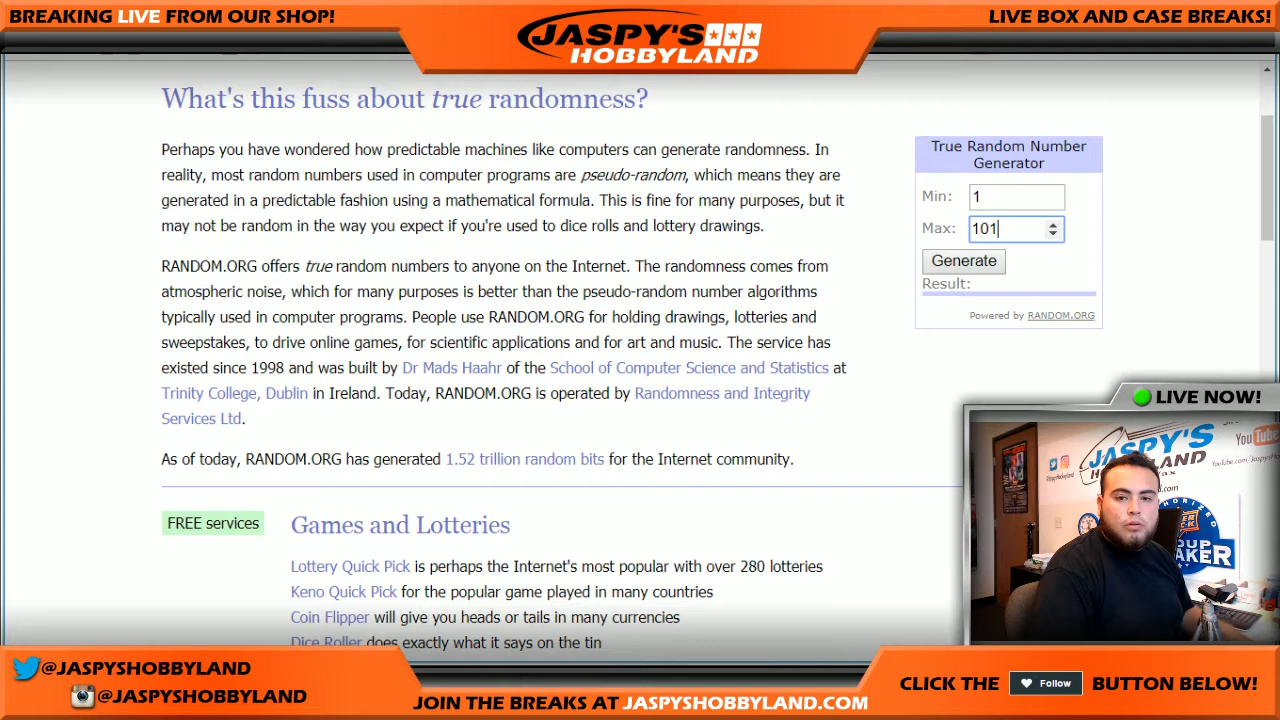 BREAKING LIVE FROM OUR SHOP!
JASPY'S
HOBBYLAND
LIVE BOX AND CASE BREAKS!
What's this fuss about true randomness?
Perhaps you have wondered how predictable machines like computers can generate randomness. In
reality, most random numbers used in computer programs are pseudo-random, which means they are
generated in a predictable fashion using a mathematical formula. This is fine for many purposes, but it
may not be random in the way you expect if you're used to dice rolls and lottery drawings.
RANDOM.ORG offers true random numbers to anyone on the Internet. The randomness comes from
atmospheric noise, which for many purposes is better than the pseudo-random number algorithms
typically used in computer programs. People use RANDOM.ORG for holding drawings, lotteries and
sweepstakes, to drive online games, for scientific applications and for art and music. The service has
existed since 1998 and was built by Dr Mads Haahr of the School of Computer Science and Statistics at
Trinity College, Dublin in Ireland. Today, RANDOM.ORG is operated by Randomness and Integrity
Services Ltd.
As of today, RANDOM.ORG has generated 1.52 trillion random bits for the Internet community.
True Random Number
Generator
Min: 1
Max: 101
Generate
Result:
Powered by RANDOM.ORG
FREE services
Games and Lotteries
Lottery Quick Pick is perhaps the Internet's most popular with over 280 lotteries
Keno Quick Pick for the popular game played in many countries
Coin Flipper will give you heads or tails in many currencies
Dice Roller does exactly what it says on the tin
LIVE NOW!
JASPY'S
You Tube
@JASPYSHOBBYLAND
@JASPYSHOBBYLAND
JOIN THE BREAKS AT JASPYSHOBBYLAND.COM
CLICK THE Follow BUTTON BELOW!